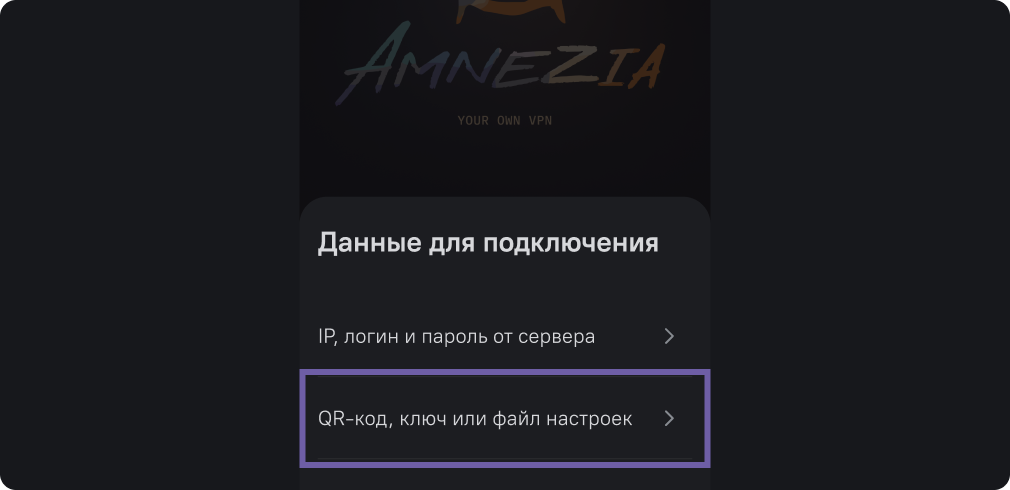 AMNEZIA
YOUR OWN VPN
Данные для подключения
IP, логин и пароль от сервера
QR-код, ключ или файл настроек